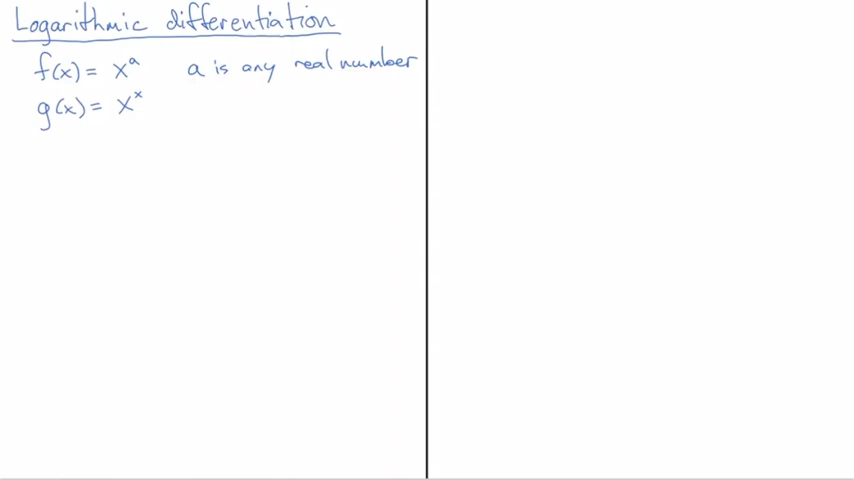 Logarithmic differentiation
f(x) = x^a a is any real number
g(x) = x^x